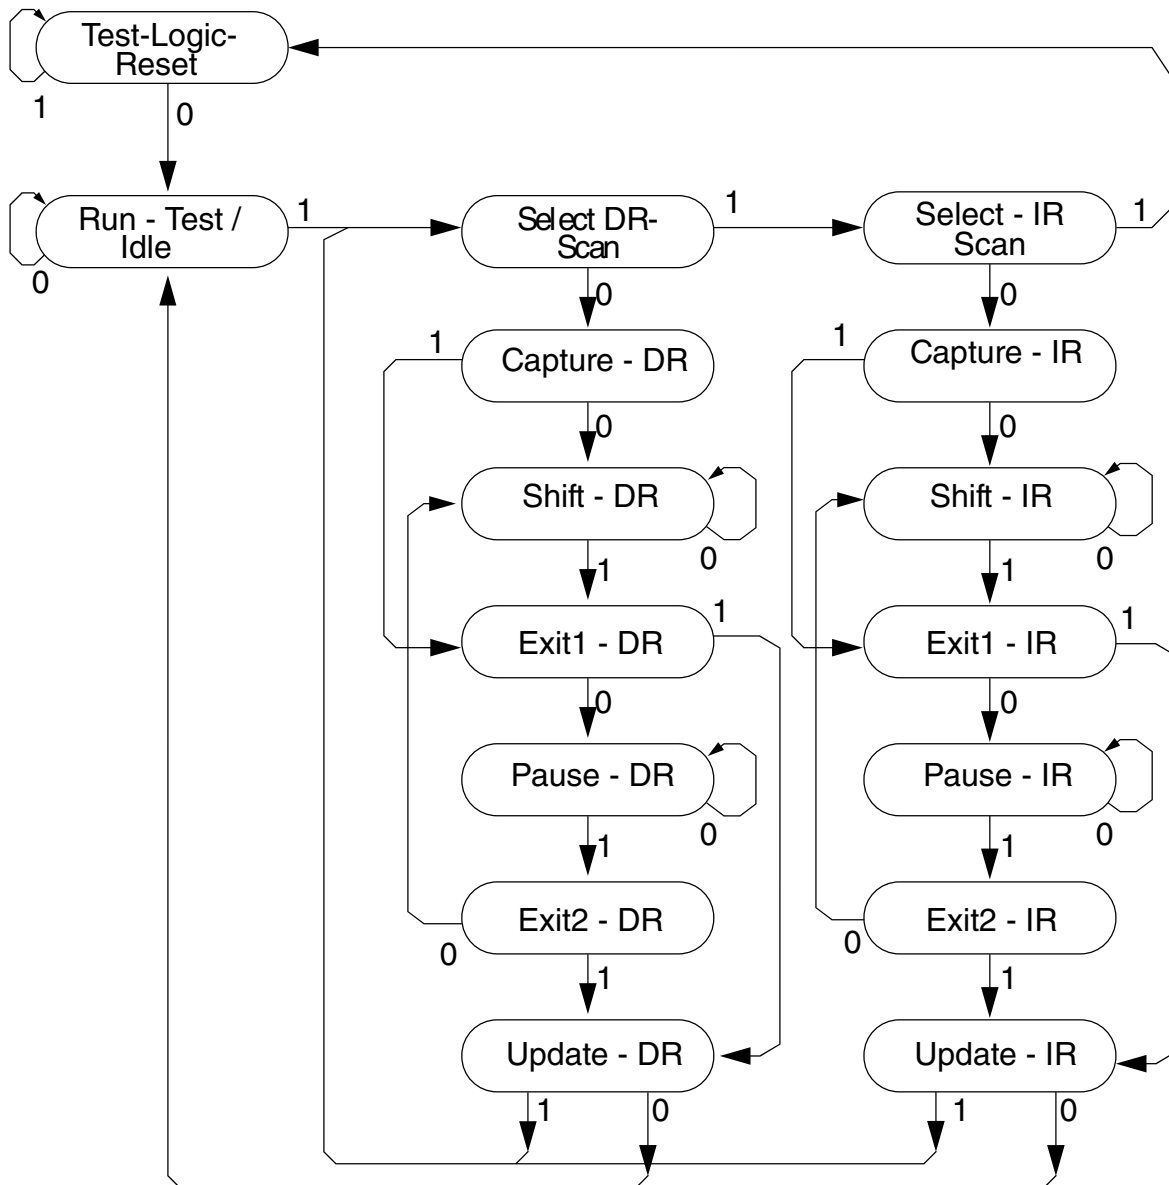 Test-Logic-
Reset
1
0
Run - Test /
Idle
0
1
Select DR-
Scan
1
0
Select - IR
Scan
1
0
Capture - DR
1
0
Capture - IR
1
0
Shift - DR
0
1
Shift - IR
0
1
Exit1 - DR
1
0
Exit1 - IR
1
0
Pause - DR
0
1
Pause - IR
0
1
Exit2 - DR
0
1
Exit2 - IR
0
1
Update - DR
1
0
Update - IR
1
0